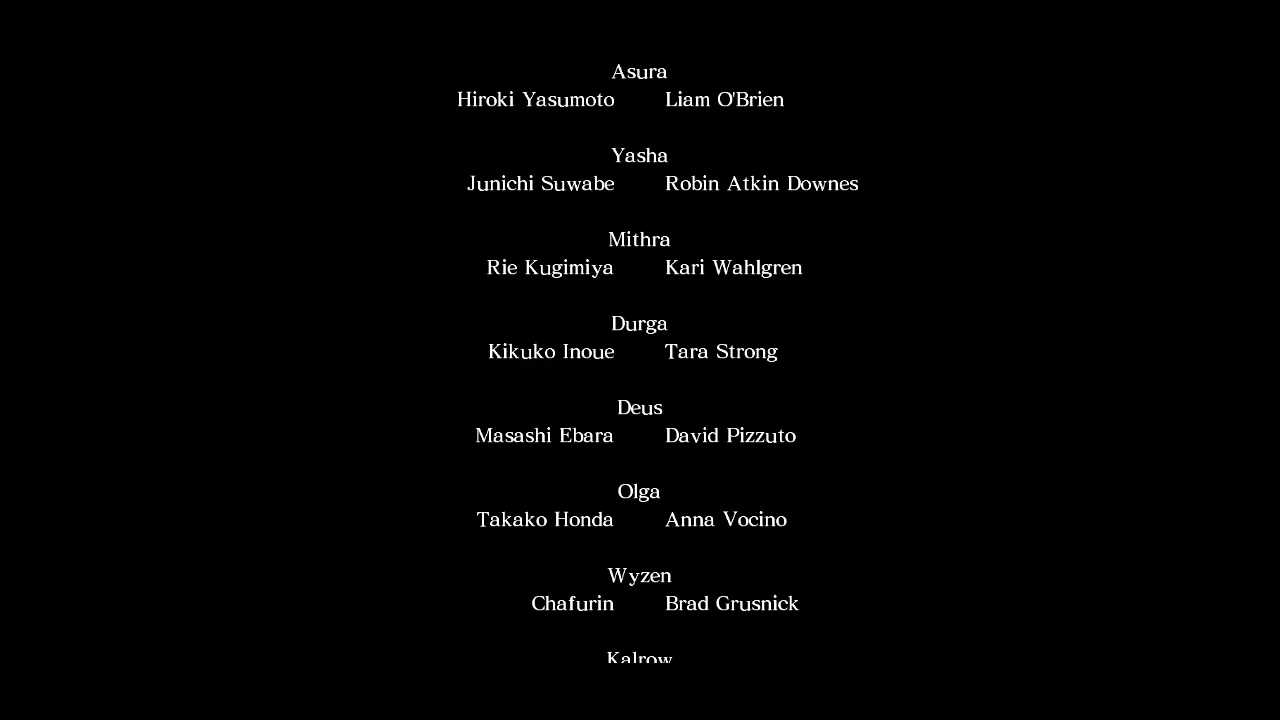 Asura
Hiroki Yasumoto Liam O'Brien
Yasha
Junichi Suwabe Robin Atkin Downes
Mithra
Rie Kugimiya Kari Wahlgren
Durga
Kikuko Inoue Tara Strong
Deus
Masashi Ebara David Pizzuto
Olga
Takako Honda Anna Vocino
Wyzen
Chafurin Brad Grusnick
Kalrow